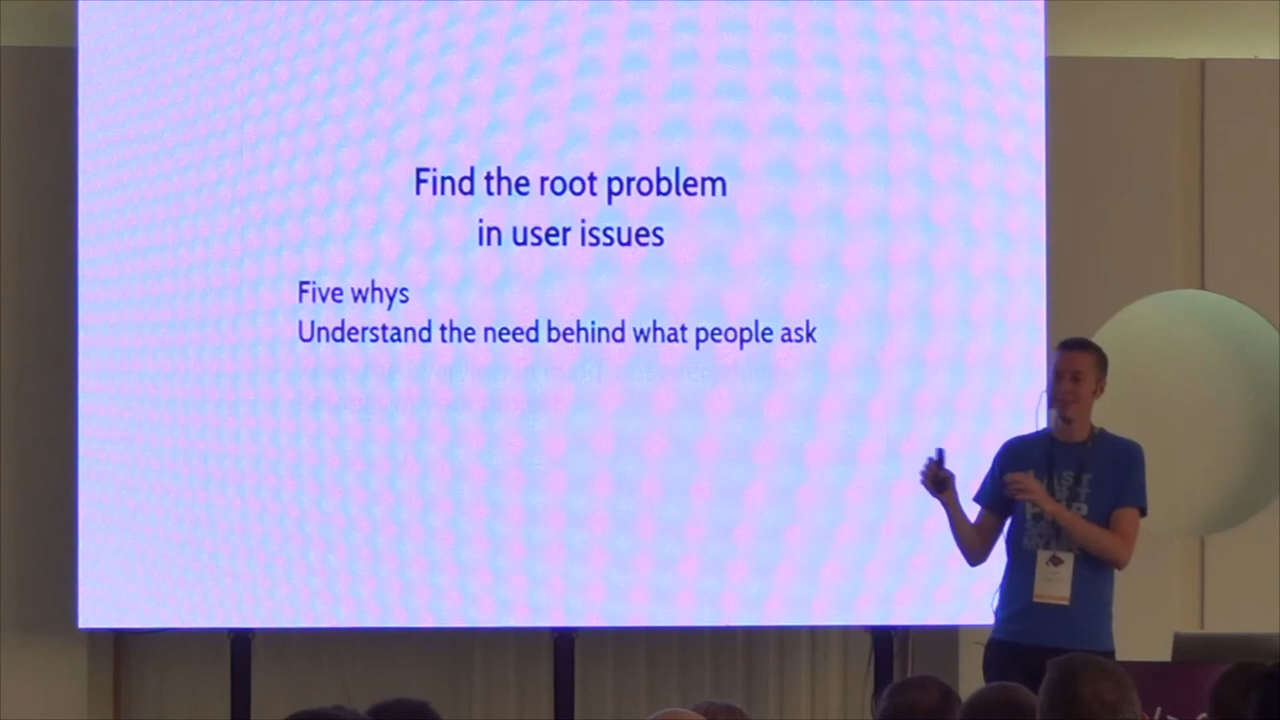 Find the root problem
in user issues
Five whys
Understand the need behind what people ask